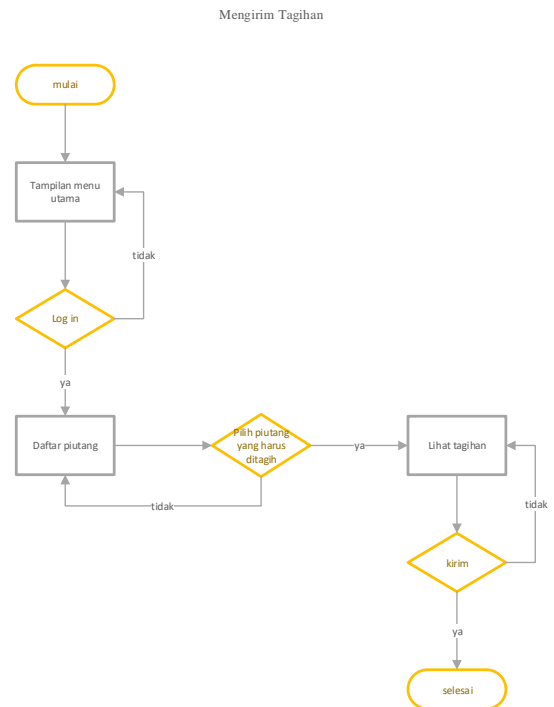 Mengirim Tagihan
mulai
Tampilan menu
utama
tidak
Log in
ya
Daftar piutang
Pilih piutang
yang harus
ditagih
ya
Lihat tagihan
tidak
tidak
kirim
ya
selesai